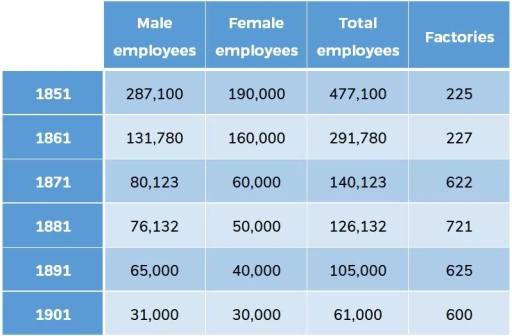 Male employees Female employees Total employees Factories
1851 287,100 190,000 477,100 225
1861 131,780 160,000 291,780 227
1871 80,123 60,000 140,123 622
1881 76,132 50,000 126,132 721
1891 65,000 40,000 105,000 625
1901 31,000 30,000 61,000 600